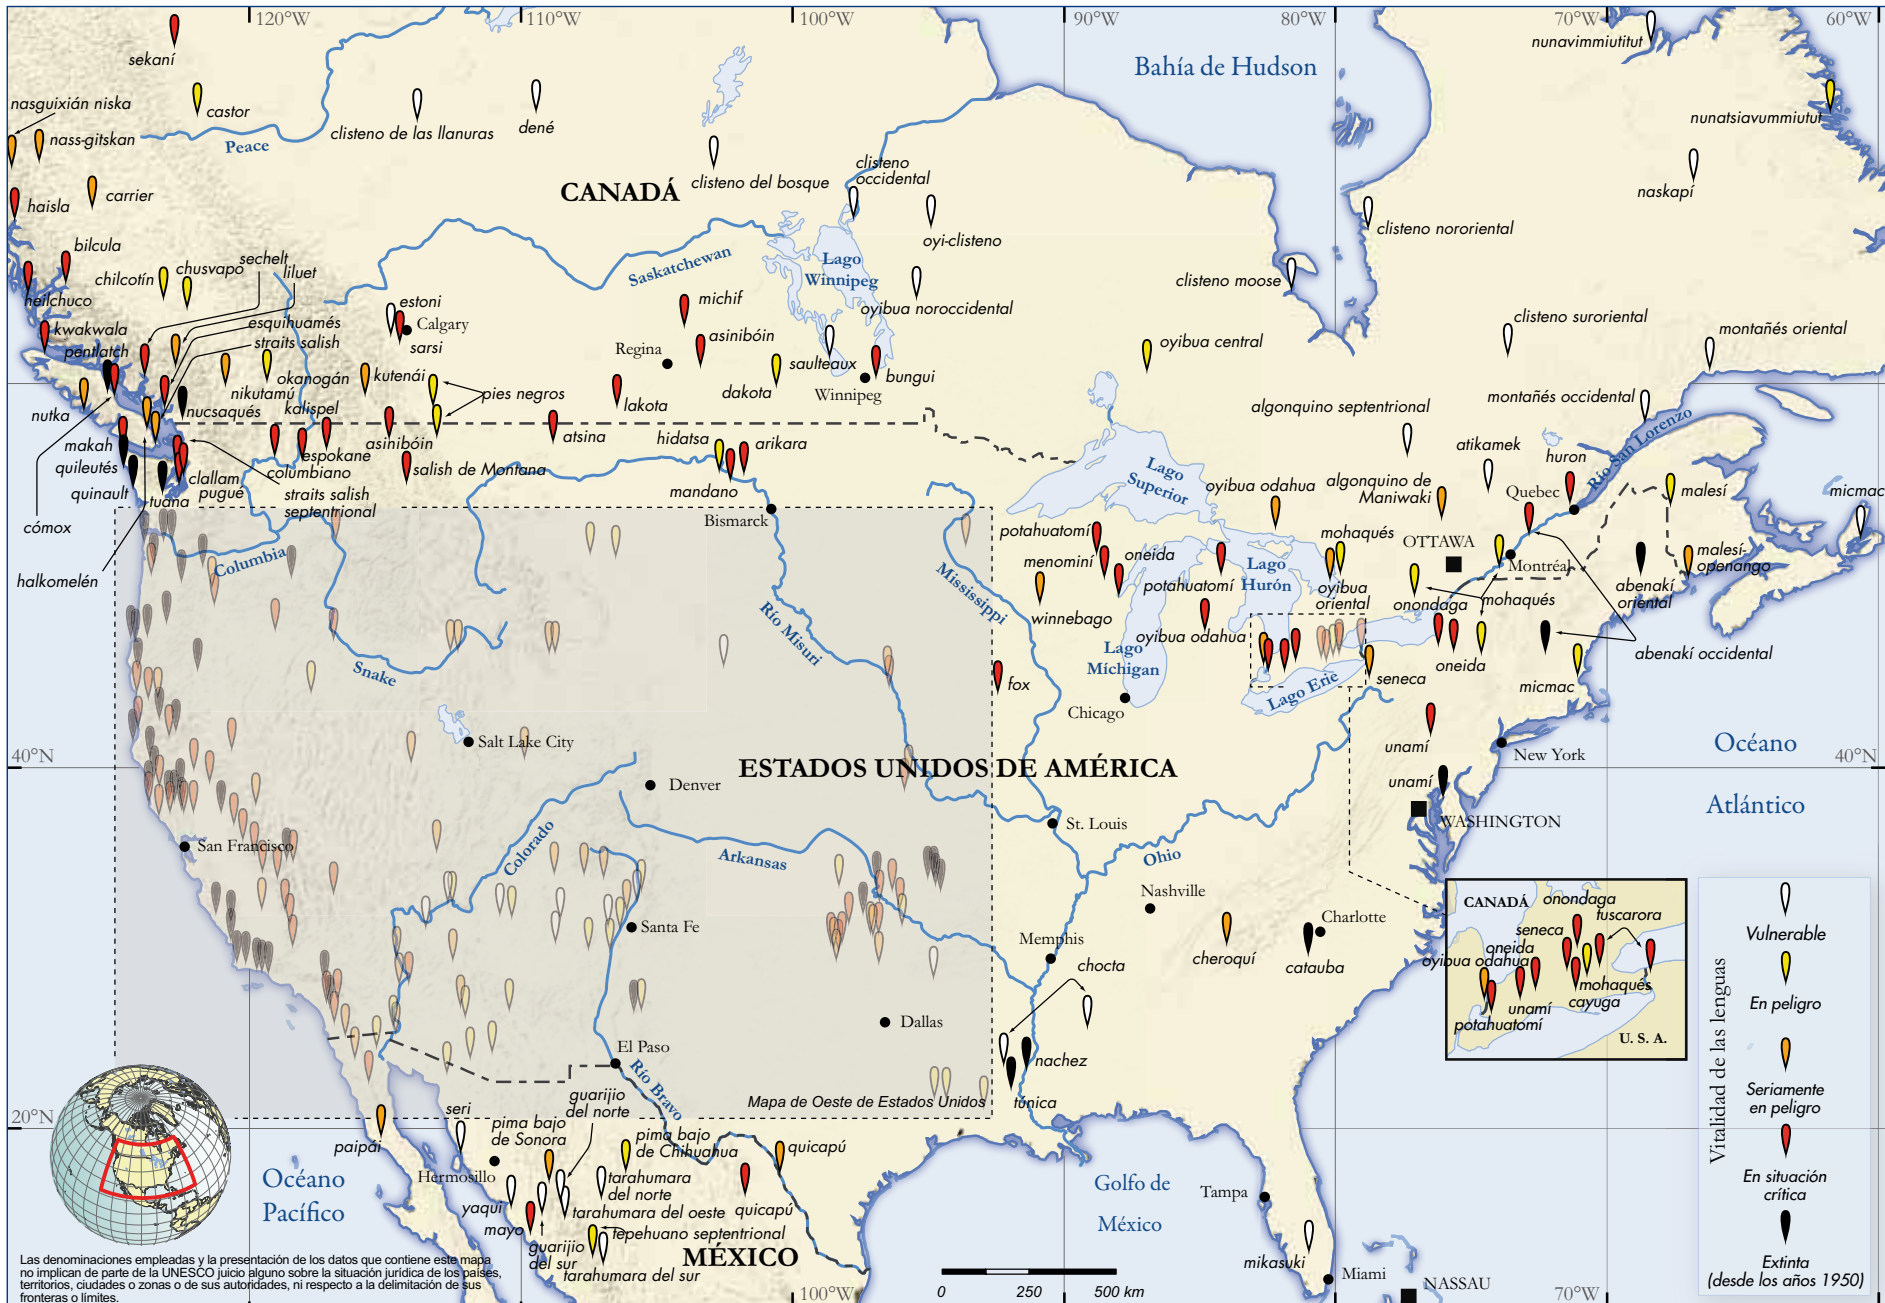 120°W
110°W
100°W
90°W
80°W
70°W
60°W
sekaní
nunavimmiutitut
Bahía de Hudson
nasguixián niska
castor
clisteno de las llanuras
dené
nunatsiavummiutut
nass-gitskan
Peace
clisteno
occidental
clisteno del bosque
CANADÁ
naskapí
carrier
haisla
clisteno nororiental
oyi-clisteno
bilcula
sechelt
liluet
Saskatchewan
Lago
Winnipeg
chilcotín
chusvapo
clisteno moose
heilchuco
estoni
michif
oyibua noroccidental
clisteno suroriental
montañés oriental
kwakwala
esquihuamés
Calgary
asinibóin
oyibua central
pentlatch
straits salish
sarsi
Regina
saulteaux
bungui
okanogán
kutenái
dakota
Winnipeg
nikutamú
pies negros
lakota
montañés occidental
nutka
nucsaqués
kalispel
algonquino septentrional
Río San Lorenzo
makah
asinibóin
atsina
hidatsa
arikara
atikamek
huron
quileutés
espokane
columbiano
salish de Montana
Lago
Superior
oyibua odahua
algonquino de
Maniwaki
Quebec
malesí
micmac
quinault
tuana
clallam
pugué
mandano
straits salish
septentrional
Bismarck
cómox
potahuatomí
oneida
mohaqués
OTTAWA
Montréal
malesí-
openango
menominí
halkomelén
Columbia
Mississippi
potahuatomí
Lago
Hurón
oyibua
oriental
onondaga
mohaqués
abenakí
oriental
winnebago
Río Misuri
oyibua odahua
Snake
Lago
Míchigan
Lago Erie
seneca
oneida
abenakí occidental
fox
micmac
Chicago
unamí
Salt Lake City
New York
Océano
Atlántico
40°N
40°N
ESTADOS UNIDOS DE AMÉRICA
Denver
unamí
WASHINGTON
St. Louis
San Francisco
Colorado
Arkansas
Ohio
Nashville
CANADÁ
onondaga
tuscarora
seneca
oneida
oyibua odahua
mohaqués
cayuga
unamí
potahuatomí
U. S. A.
Vitalidad de las lenguas
Vulnerable
En peligro
Seriamente
en peligro
En situación
crítica
Extinta
(desde los años 1950)
Santa Fe
Charlotte
Memphis
cheroquí
catauba
chocta
Dallas
El Paso
nachez
Río Bravo
túnica
Mapa de Oeste de Estados Unidos
20°N
seri
guarijio
del norte
pima bajo
de Sonora
pima bajo
de Chihuahua
quicapú
paipái
Océano
Pacífico
Hermosillo
tarahumara
del norte
Golfo de
México
Tampa
yaqui
tarahumara del oeste
quicapú
mayo
guarijio
del sur
tepehuano septentrional
MÉXICO
tarahumara del sur
mikasuki
Miami
NASSAU
Las denominaciones empleadas y la presentación de los datos que contiene este mapa
no implican de parte de la UNESCO juicio alguno sobre la situación jurídica de los países,
territorios, ciudades o zonas o de sus autoridades, ni respecto a la delimitación de sus
fronteras o límites.
100°W
0
250
500 km
70°W